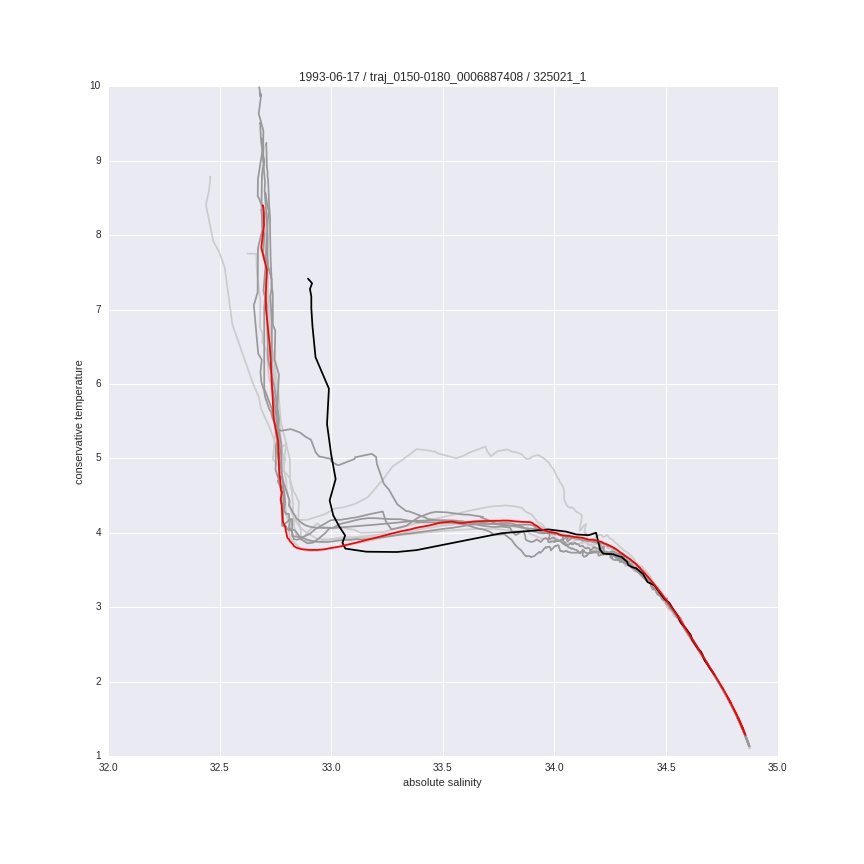 1993-06-17 / traj_0150-0180_0006887408 / 325021_1
10
9
8
7
6
5
4
3
2
1
conservative temperature
32.0 32.5 33.0 33.5 34.0 34.5 35.0
absolute salinity